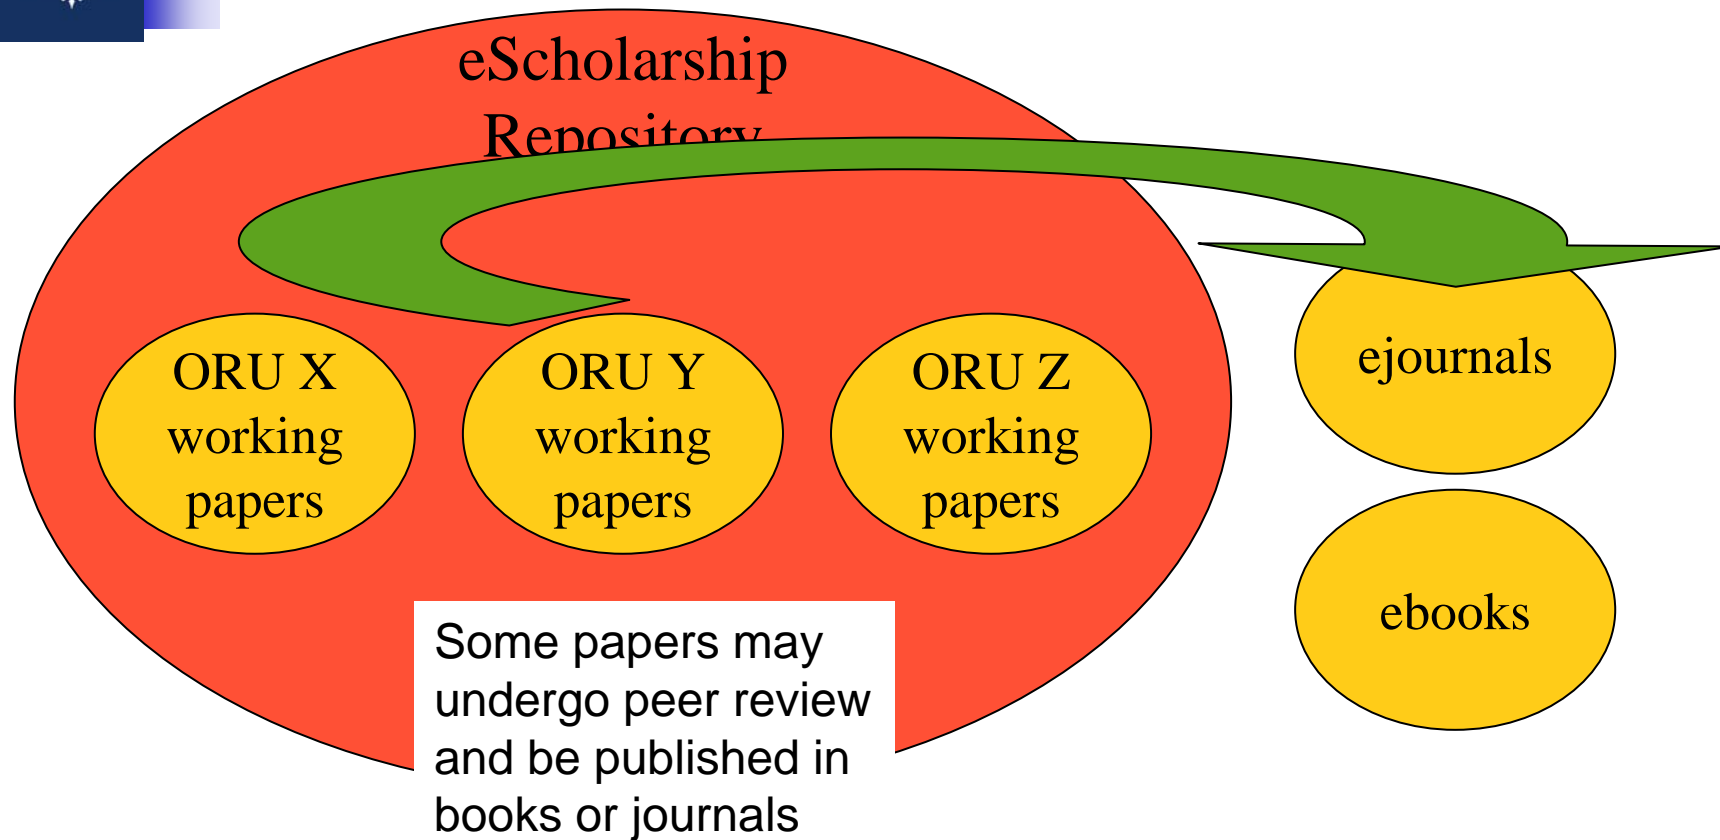 eScholarship
Repository
ORU X
working
papers
ORU Y
working
papers
ORU Z
working
papers
ejournals
ebooks
Some papers may
undergo peer review
and be published in
books or journals